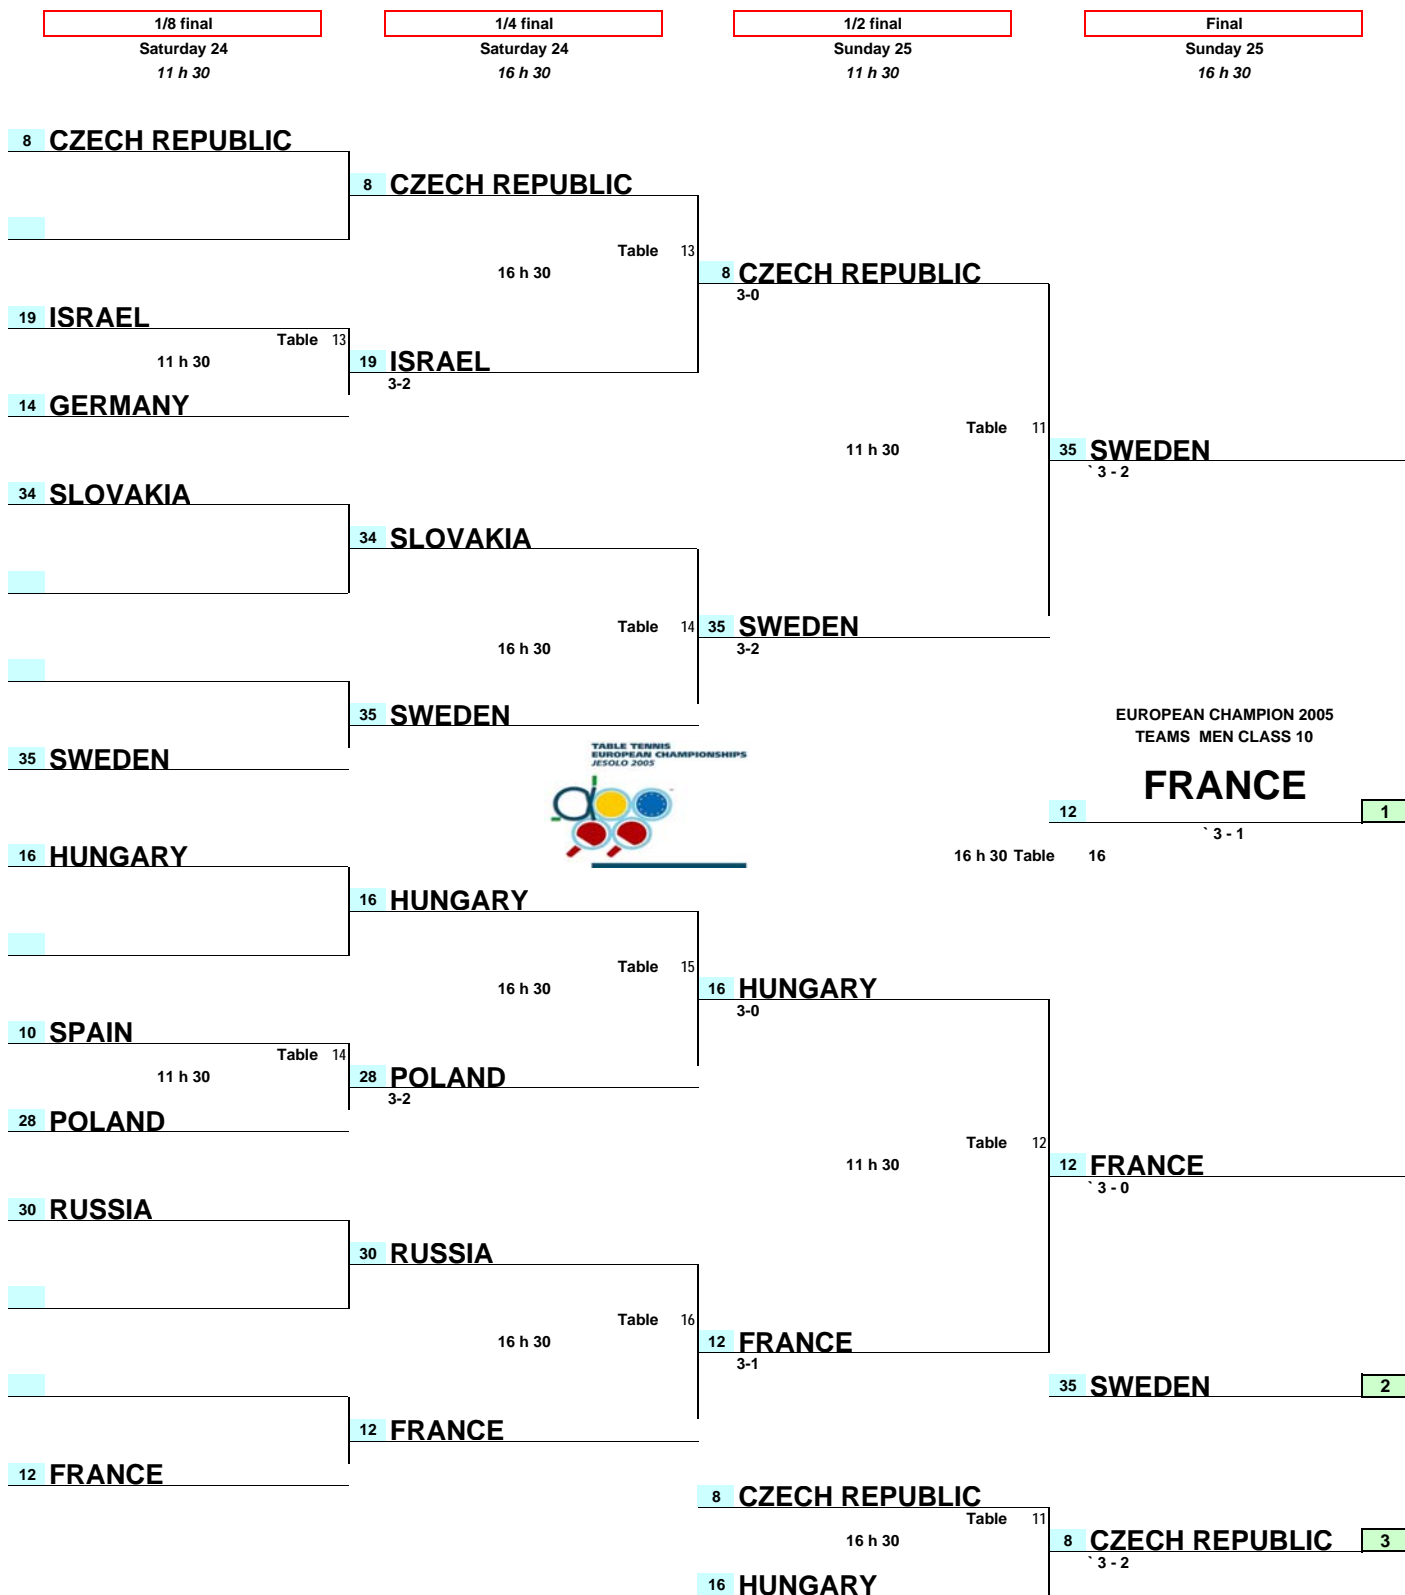 1/8 final 1/4 final 1/2 final Final
Saturday 24 Saturday 24 Sunday 25 Sunday 25
11 h 30 16 h 30 11 h 30 16 h 30
8 CZECH REPUBLIC
8 CZECH REPUBLIC
Table 13
16 h 30 8 CZECH REPUBLIC
3-0
19 ISRAEL
Table 13
11 h 30 19 ISRAEL
3-2
14 GERMANY
Table 11
11 h 30 35 SWEDEN
` 3 - 2
34 SLOVAKIA
34 SLOVAKIA
Table 14 35 SWEDEN
16 h 30 3-2
35 SWEDEN EUROPEAN CHAMPION 2005
TEAMS MEN CLASS 10
35 SWEDEN TABLE TENNIS
EUROPEAN CHAMPIONSHIPS
JESOLO 2005
FRANCE
12 1
` 3 - 1
16 HUNGARY 16 h 30 Table 16
16 HUNGARY
Table 15
16 h 30 16 HUNGARY
3-0
10 SPAIN
Table 14
11 h 30 28 POLAND
3-2
28 POLAND
Table 12
11 h 30 12 FRANCE
` 3 - 0
30 RUSSIA
30 RUSSIA
Table 16
16 h 30 12 FRANCE
3-1
35 SWEDEN 2
12 FRANCE
12 FRANCE
8 CZECH REPUBLIC
Table 11
16 h 30 8 CZECH REPUBLIC 3
` 3 - 2
16 HUNGARY